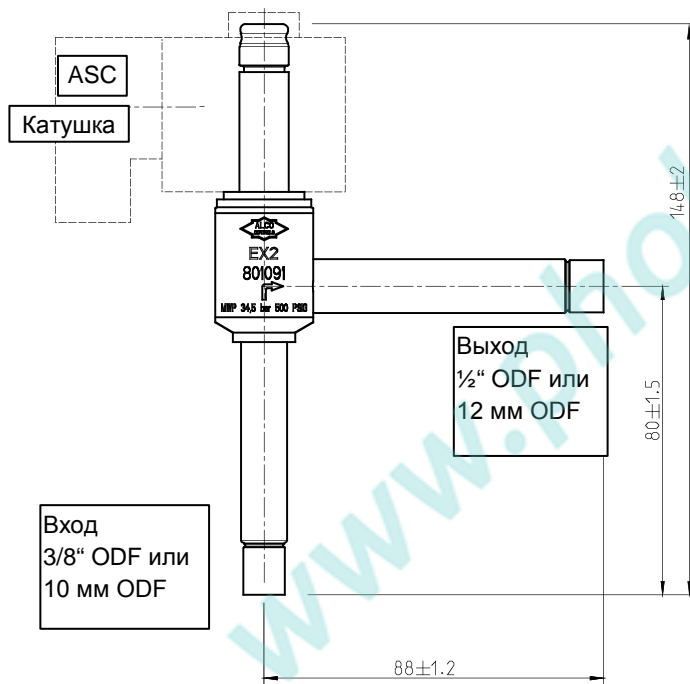 ASC
Катушка
ALCO
EX2
801091
MWP 34,5 bar 500 PSIG
148±2
Выход
½“ ODF или
12 мм ODF
80±1.5
Вход
3/8“ ODF или
10 мм ODF
88±1.2
www.pho